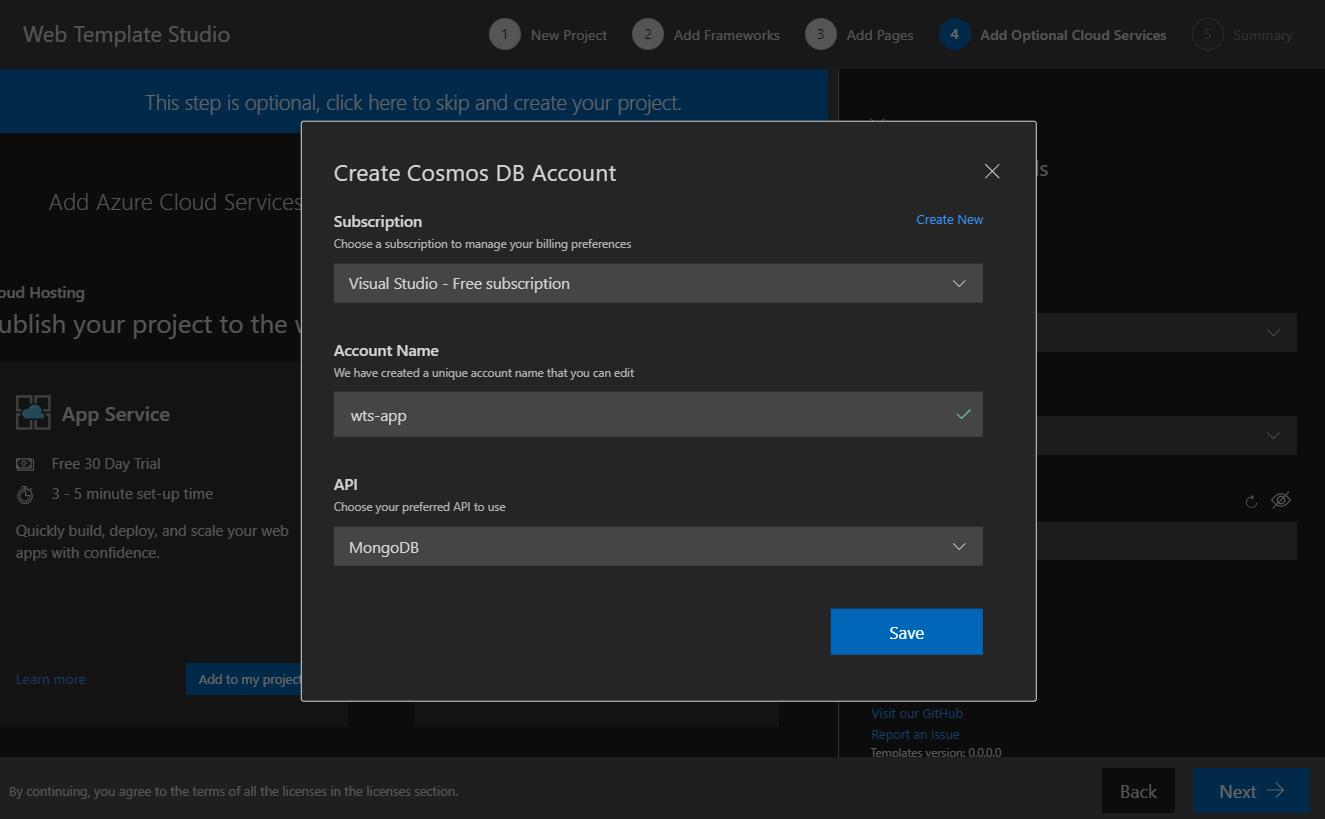 Web Template Studio
1 New Project
2 Add Frameworks
3 Add Pages
4 Add Optional Cloud Services
5 Summary
This step is optional, click here to skip and create your project.
Add Azure Cloud Services
Create Cosmos DB Account
Subscription
Create New
Choose a subscription to manage your billing preferences
Visual Studio - Free subscription
Account Name
We have created a unique account name that you can edit
wts-app
API
Choose your preferred API to use
MongoDB
Save
oud Hosting
ublish your project to the
App Service
Free 30 Day Trial
3 - 5 minute set-up time
Quickly build, deploy, and scale your web
apps with confidence.
Learn more
Add to my project
Visit our GitHub
Report an Issue
Templates version: 0.0.0.0
By continuing, you agree to the terms of all the licenses in the licenses section.
Back
Next